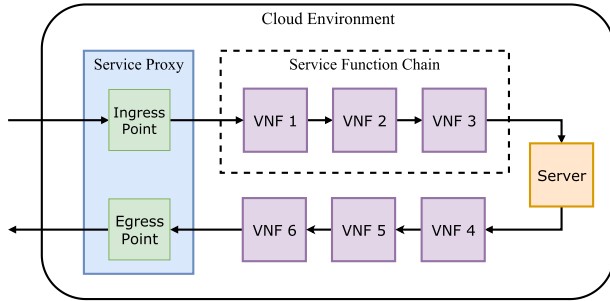 Cloud Environment
Service Proxy
Service Function Chain
Ingress
Point
VNF 1
VNF 2
VNF 3
Server
Egress
Point
VNF 6
VNF 5
VNF 4